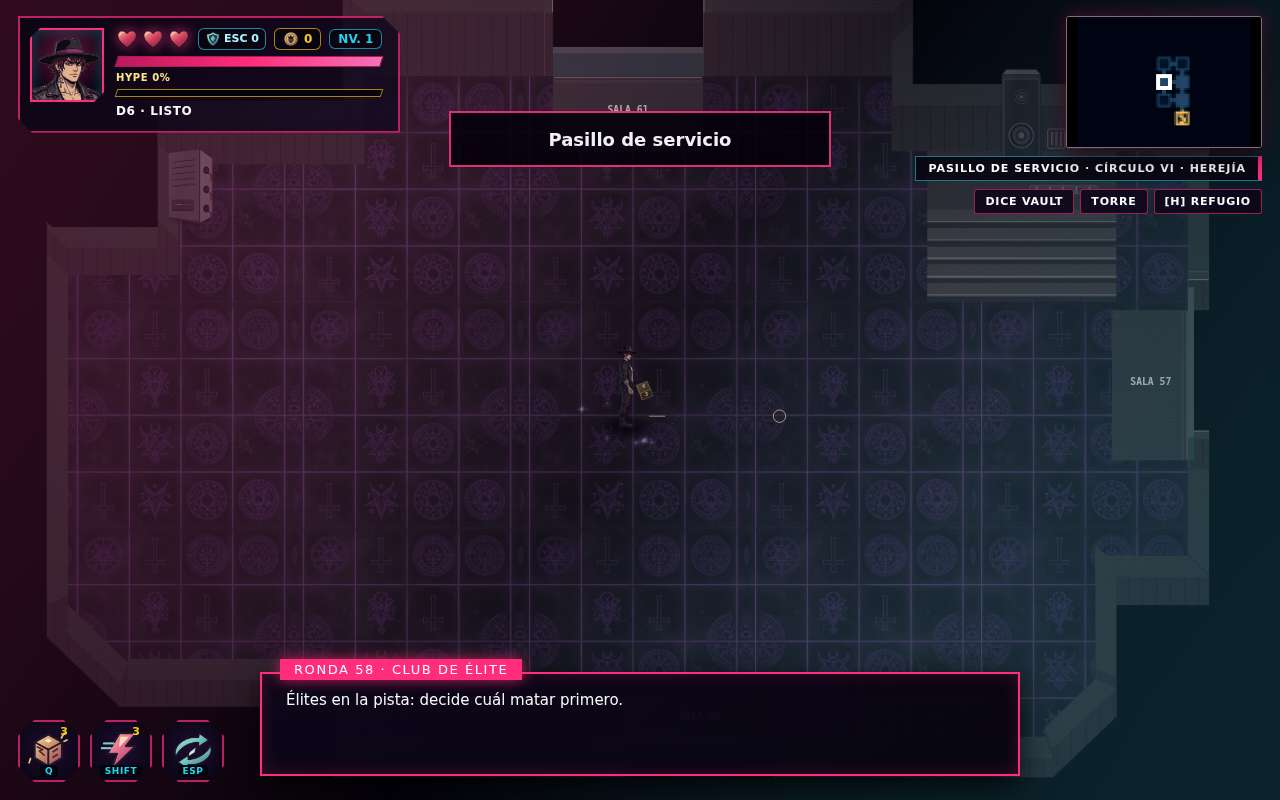 ESC 0
0
NV. 1
HYPE 0%
D6 · LISTO
SALA 61
Pasillo de servicio
PASILLO DE SERVICIO · CÍRCULO VI · HEREJÍA
DICE VAULT
TORRE
[H] REFUGIO
SALA 57
RONDA 58 · CLUB DE ÉLITE
Élites en la pista: decide cuál matar primero.
3
Q
3
SHIFT
ESP